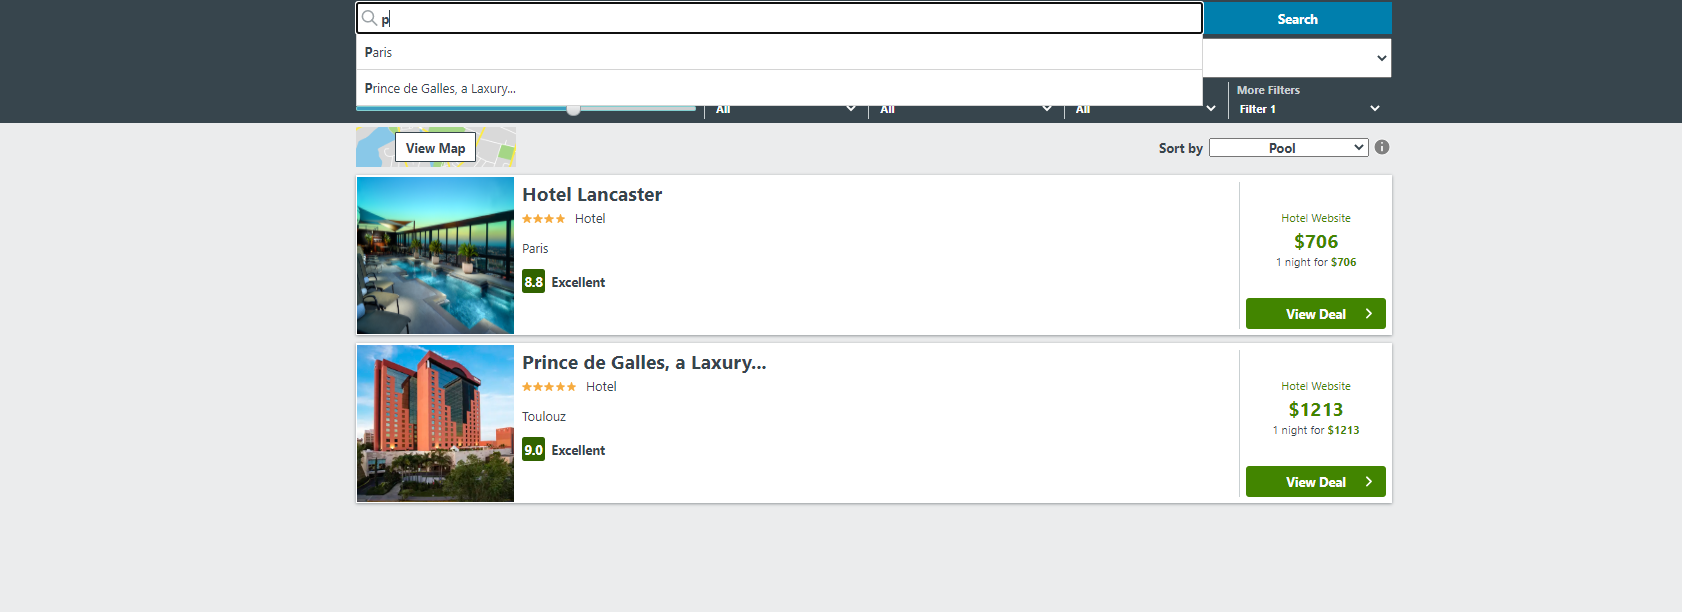 p
Search
Paris
Prince de Galles, a Laxury...
More Filters
All
All
All
Filter 1
View Map
Sort by
Pool
Hotel Lancaster
Hotel
Paris
8.8 Excellent
Hotel Website
$706
1 night for $706
View Deal
Prince de Galles, a Laxury...
Hotel
Toulouz
9.0 Excellent
Hotel Website
$1213
1 night for $1213
View Deal